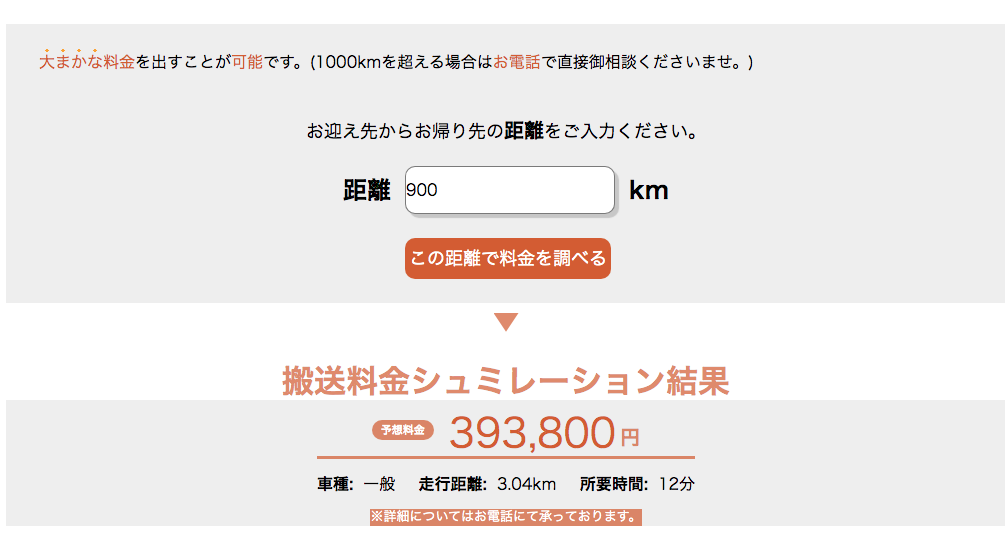 大まかな料金を出すことが可能です。(1000kmを超える場合はお電話で直接御相談くださいませ。)
お迎え先からお帰り先の距離をご入力ください。
距離 900 km
この距離で料金を調べる
搬送料金シュミレーション結果
予想料金 393,800 円
車種: 一般 走行距離: 3.04km 所要時間: 12分
※詳細についてはお電話にて承っております。